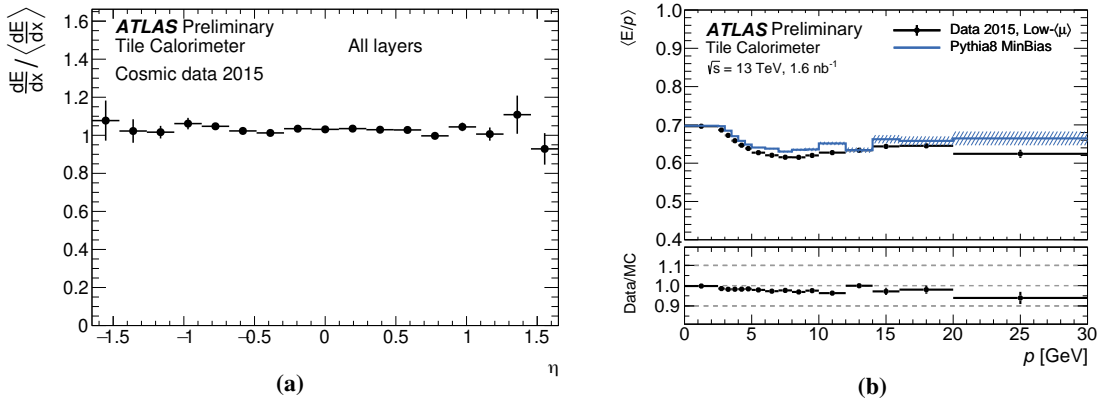 dE/dx / ⟨dE/dx⟩
1.6
1.4
1.2
1
0.8
0.6
0.4
0.2
0
ATLAS Preliminary
Tile Calorimeter
All layers
Cosmic data 2015
−1.5 −1 −0.5 0 0.5 1 1.5
η
(a)
⟨E/p⟩
1.0
0.9
0.8
0.7
0.6
0.5
0.4
ATLAS Preliminary
Tile Calorimeter
√s = 13 TeV, 1.6 nb⁻¹
Data 2015, Low-⟨μ⟩
Pythia8 MinBias
Data/MC
1.1
1.0
0.9
0 5 10 15 20 25 30
p [GeV]
(b)